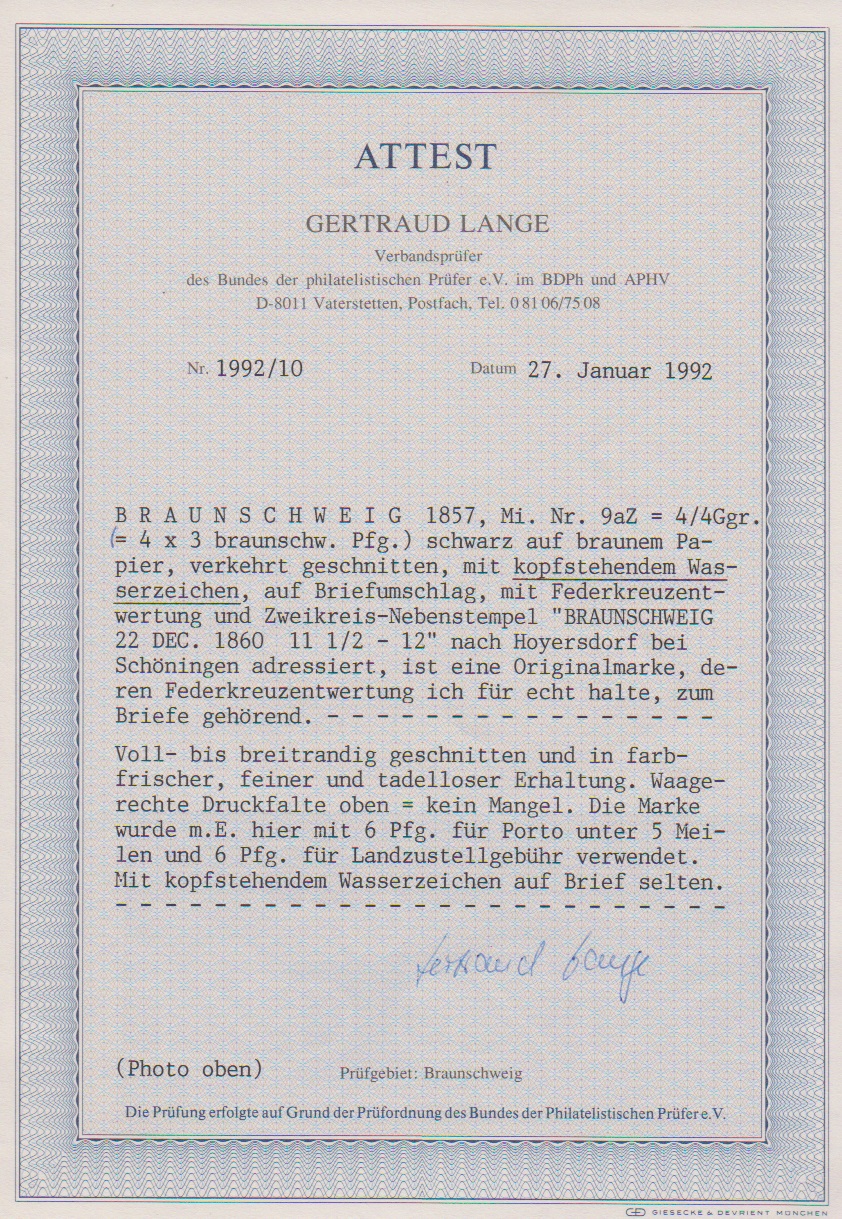 ATTEST
GERTRAUD LANGE
Verbandsprüfer
des Bundes der philatelistischen Prüfer e.V. im BDPh und APHV
D-8011 Vaterstetten, Postfach, Tel. 0 81 06/75 08
Nr. 1992/10 Datum 27. Januar 1992
B R A U N S C H W E I G 1857, Mi. Nr. 9aZ = 4/4Ggr.
(= 4 x 3 braunschw. Pfg.) schwarz auf braunem Pa-
pier, verkehrt geschnitten, mit kopfstehendem Was-
serzeichen, auf Briefumschlag, mit Federkreuzent-
wertung und Zweikreis-Nebenstempel "BRAUNSCHWEIG
22 DEC. 1860 11 1/2 - 12" nach Hoyersdorf bei
Schöningen adressiert, ist eine Originalmarke, de-
ren Federkreuzentwertung ich für echt halte, zum
Briefe gehörend. - - - - - - - - - - - - - - - -
Voll- bis breitrandig geschnitten und in farb-
frischer, feiner und tadelloser Erhaltung. Waage-
rechte Druckfalte oben = kein Mangel. Die Marke
wurde m.E. hier mit 6 Pfg. für Porto unter 5 Mei-
len und 6 Pfg. für Landzustellgebühr verwendet.
Mit kopfstehendem Wasserzeichen auf Brief selten.
- - - - - - - - - - - - - - - - - - - - - - - - -
Gertraud Lange
(Photo oben) Prüfgebiet: Braunschweig
Die Prüfung erfolgte auf Grund der Prüfordnung des Bundes der Philatelistischen Prüfer e.V.
GIESECKE & DEVRIENT MÜNCHEN